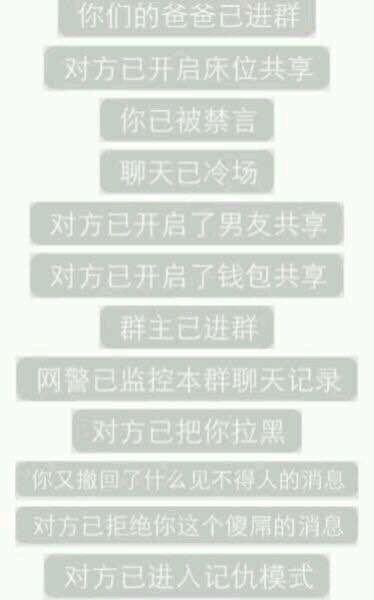 你们的爸爸已进群
对方已开启床位共享
你已被禁言
聊天已冷场
对方已开启了男友共享
对方已开启了钱包共享
群主已进群
网警已监控本群聊天记录
对方已把你拉黑
你又撤回了什么见不得人的消息
对方已拒绝你这个傻屌的消息
对方已进入记仇模式